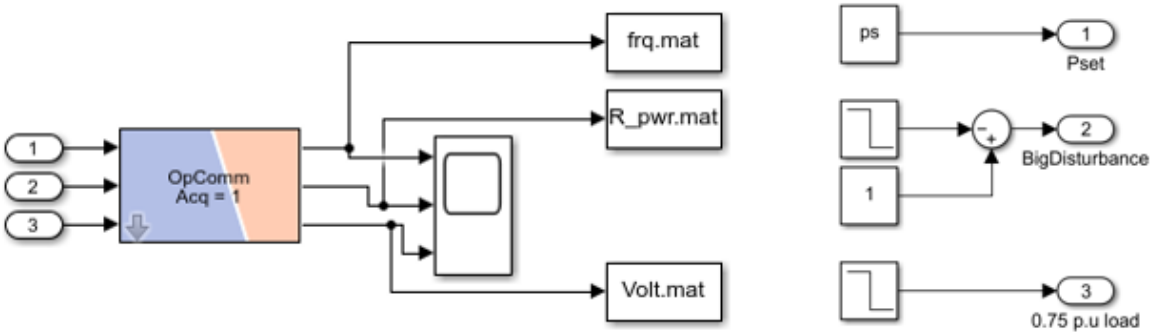 frq.mat
R_pwr.mat
1
2
3
OpComm
Acq = 1
Volt.mat
ps
1
Pset
-
+
2
BigDisturbance
1
3
0.75 p.u load